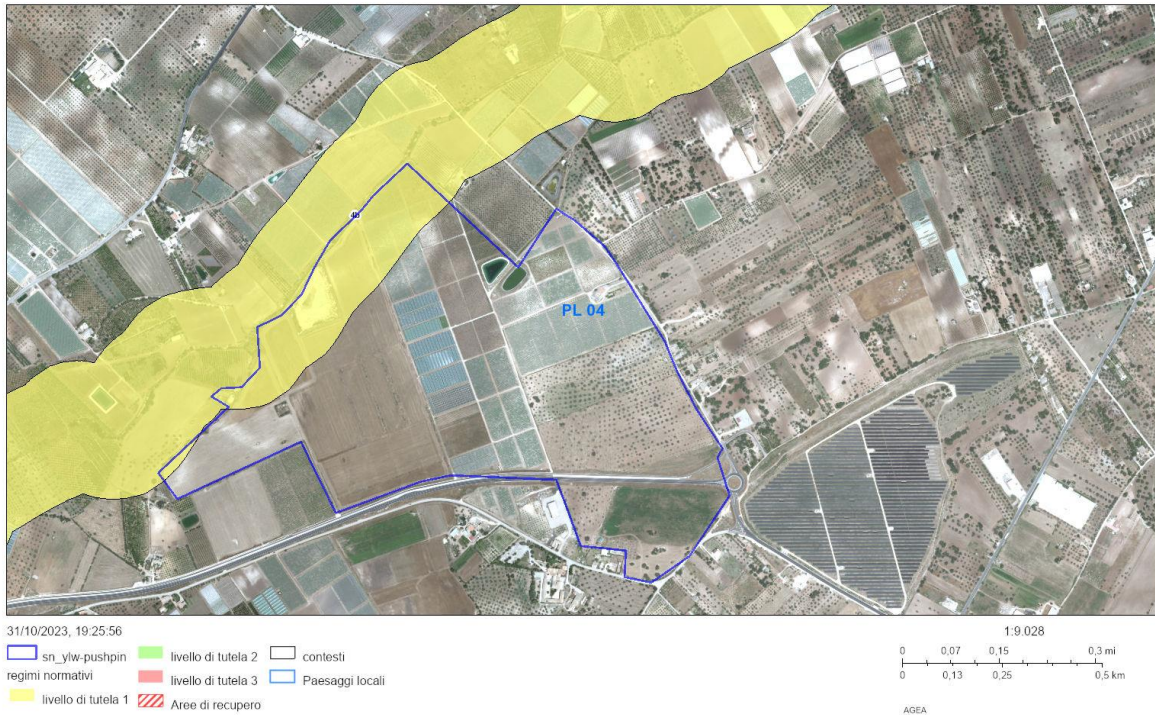 4b
PL 04
31/10/2023, 19:25:56
1:9.028
sn_ylw-pushpin
livello di tutela 2
contesti
regimi normativi
livello di tutela 3
Paesaggi locali
livello di tutela 1
Aree di recupero
0 0,07 0,15 0,3 mi
0 0,13 0,25 0,5 km
AGEA